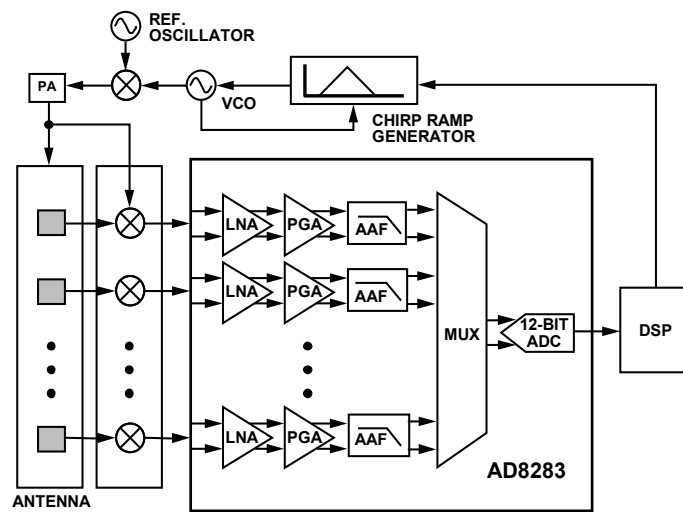 REF.
OSCILLATOR
PA
VCO
CHIRP RAMP
GENERATOR
LNA
PGA
AAF
LNA
PGA
AAF
MUX
12-BIT
ADC
DSP
LNA
PGA
AAF
AD8283
ANTENNA